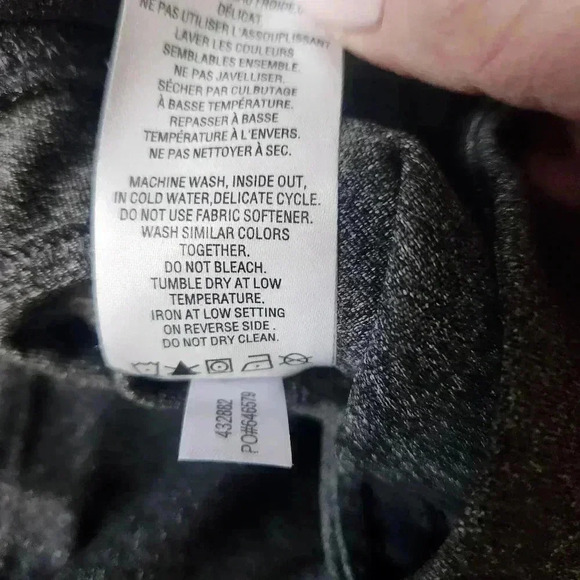 DÉLICAT
NE PAS UTILISER L'ASSOUPLISSANT
LAVER LES COULEURS
SEMBLABLES ENSEMBLE.
NE PAS JAVELLISER.
SÉCHER PAR CULBUTAGE
À BASSE TEMPÉRATURE.
REPASSER À BASSE
TEMPÉRATURE À L'ENVERS.
NE PAS NETTOYER À SEC.
MACHINE WASH, INSIDE OUT,
IN COLD WATER,DELICATE CYCLE.
DO NOT USE FABRIC SOFTENER.
WASH SIMILAR COLORS
TOGETHER.
DO NOT BLEACH.
TUMBLE DRY AT LOW
TEMPERATURE.
IRON AT LOW SETTING
ON REVERSE SIDE .
DO NOT DRY CLEAN.
432882
PO#646579